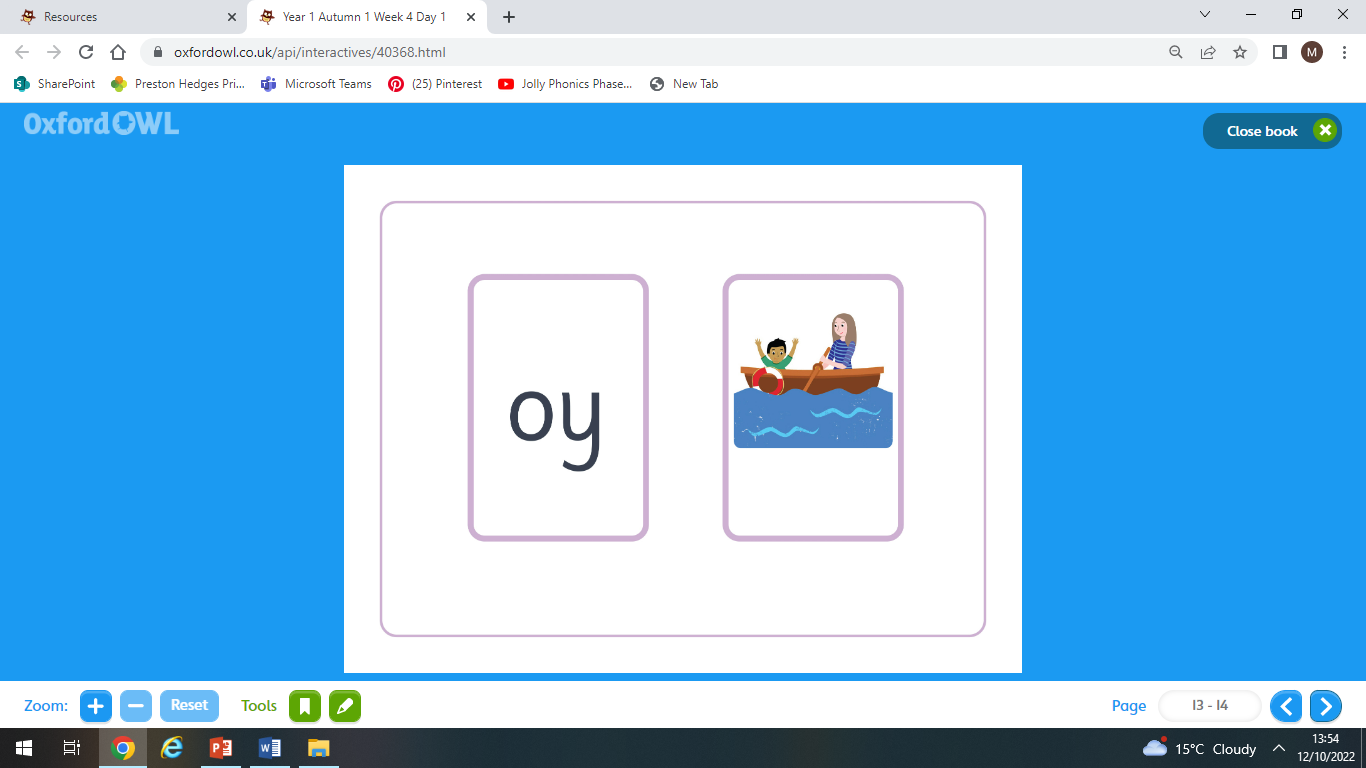 Resources
Year 1 Autumn 1 Week 4 Day 1
oxfordowl.co.uk/api/interactives/40368.html
M
SharePoint
Preston Hedges Pri...
Microsoft Teams
(25) Pinterest
Jolly Phonics Phase...
New Tab
Oxford OWL
Close book
oy
Zoom:
Reset
Tools
Page
13 - 14
13:54
15°C Cloudy
12/10/2022